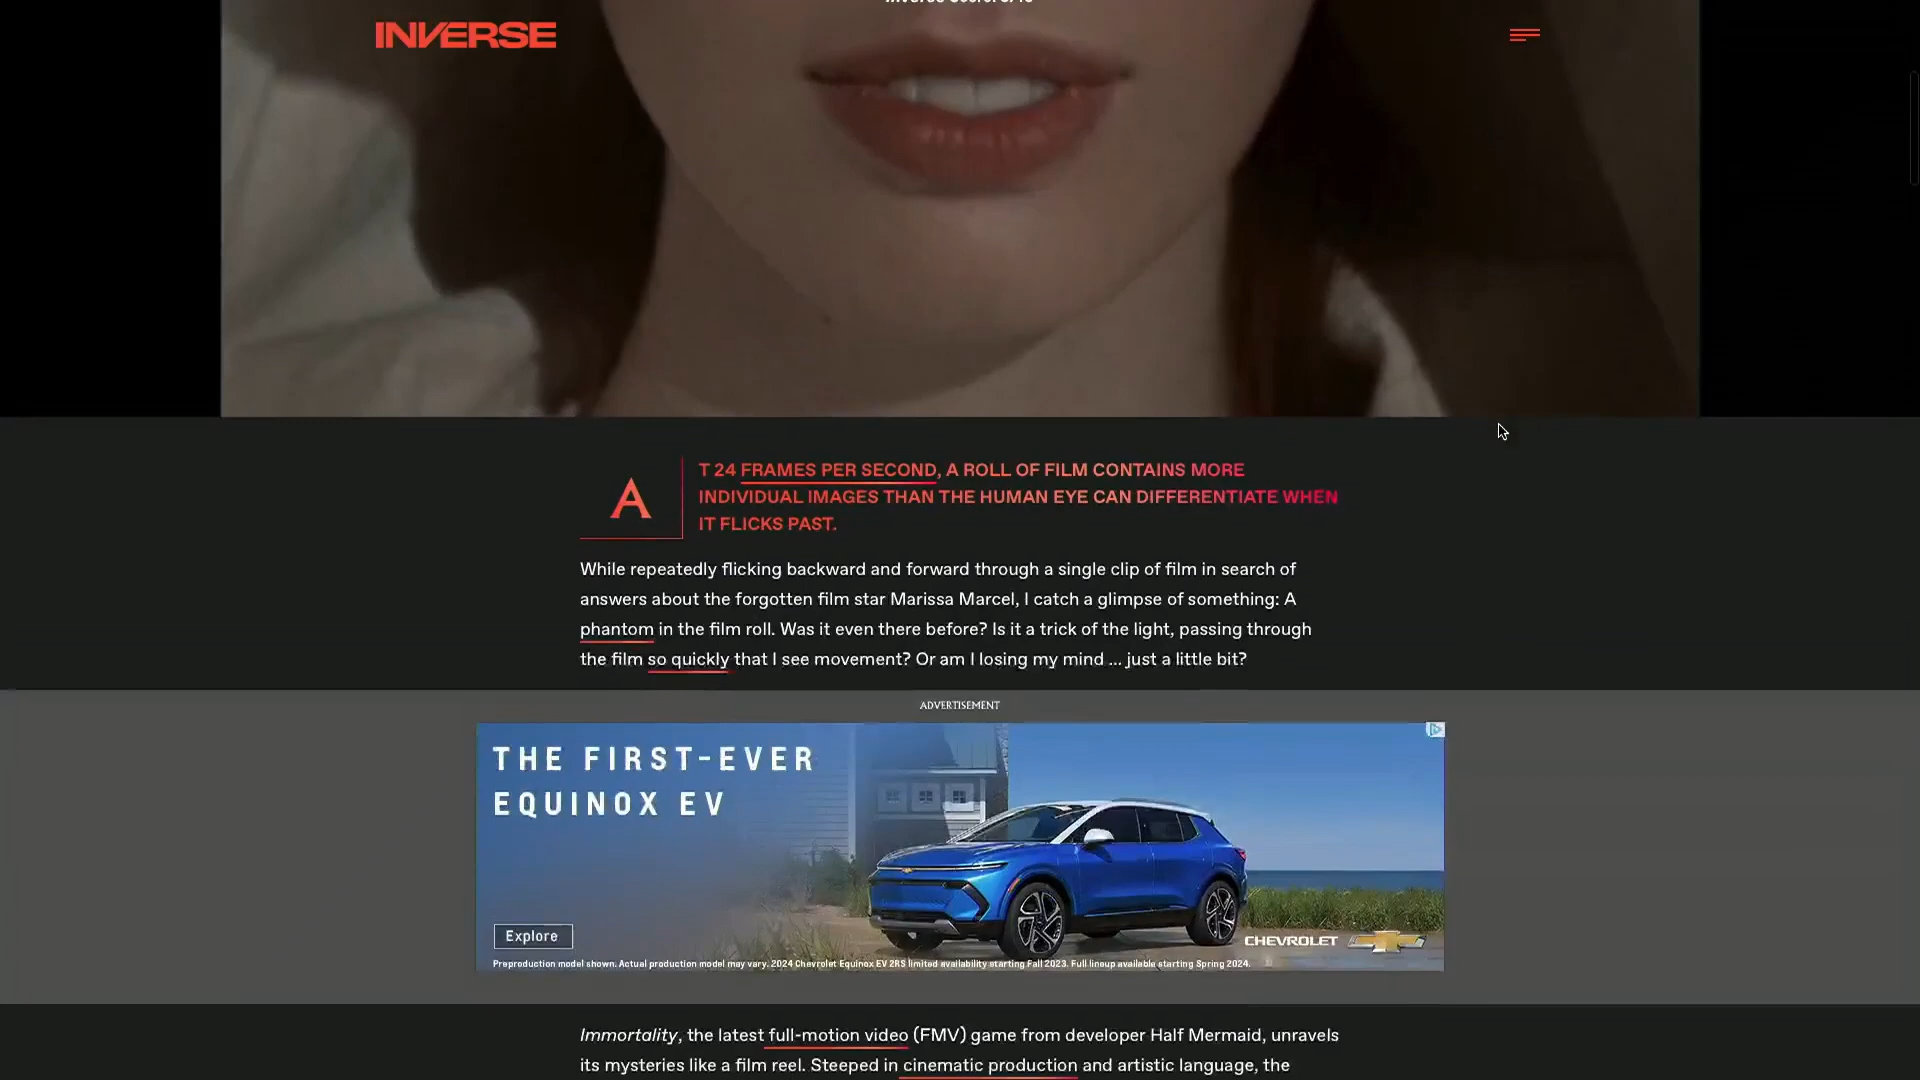 INVERSE
A
T 24 FRAMES PER SECOND, A ROLL OF FILM CONTAINS MORE
INDIVIDUAL IMAGES THAN THE HUMAN EYE CAN DIFFERENTIATE WHEN
IT FLICKS PAST.
While repeatedly flicking backward and forward through a single clip of film in search of
answers about the forgotten film star Marissa Marcel, I catch a glimpse of something: A
phantom in the film roll. Was it even there before? Is it a trick of the light, passing through
the film so quickly that I see movement? Or am I losing my mind ... just a little bit?
ADVERTISEMENT
THE FIRST-EVER
EQUINOX EV
Explore
CHEVROLET
Preproduction model shown. Actual production model may vary. 2024 Chevrolet Equinox EV 2RS limited availability starting Fall 2023. Full lineup available starting Spring 2024.
Immortality, the latest full-motion video (FMV) game from developer Half Mermaid, unravels
its mysteries like a film reel. Steeped in cinematic production and artistic language, the